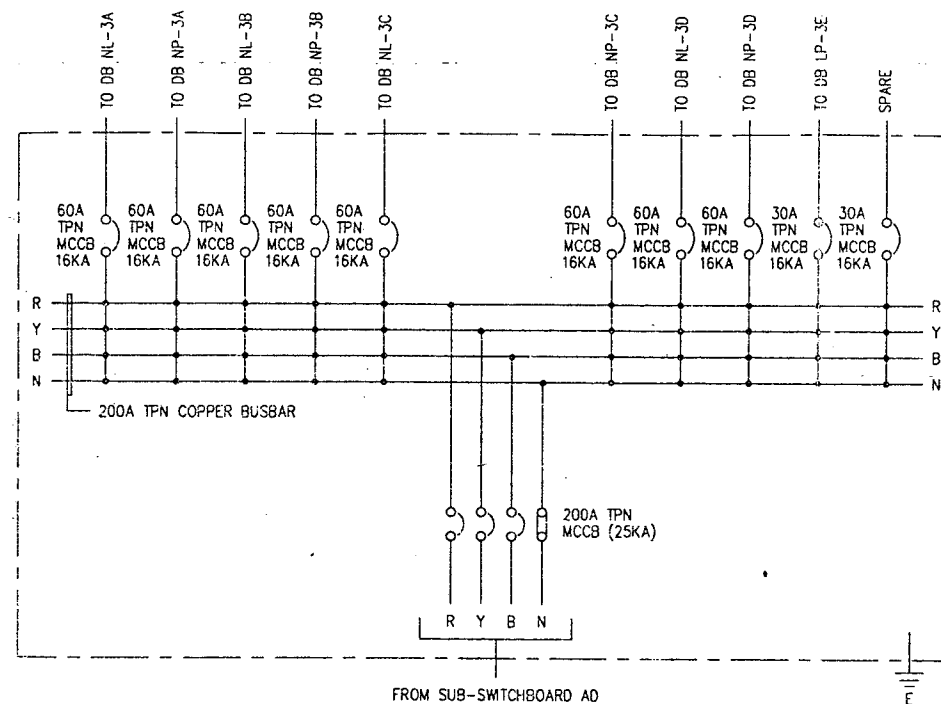 TO DB NL-3A
TO DB NP-3A
TO DB NL-3B
TO DB NP-3B
TO DB NL-3C
TO DB NP-3C
TO DB NL-3D
TO DB NP-3D
TO DB LP-3E
SPARE
60A
TPN
MCCB
16KA
60A
TPN
MCCB
16KA
60A
TPN
MCCB
16KA
60A
TPN
MCCB
16KA
60A
TPN
MCCB
16KA
60A
TPN
MCCB
16KA
60A
TPN
MCCB
16KA
60A
TPN
MCCB
16KA
30A
TPN
MCCB
16KA
30A
TPN
MCCB
16KA
R
R
Y
Y
B
B
N
N
200A TPN COPPER BUSBAR
200A TPN
MCCB (25KA)
R Y B N
FROM SUB-SWITCHBOARD AD
E